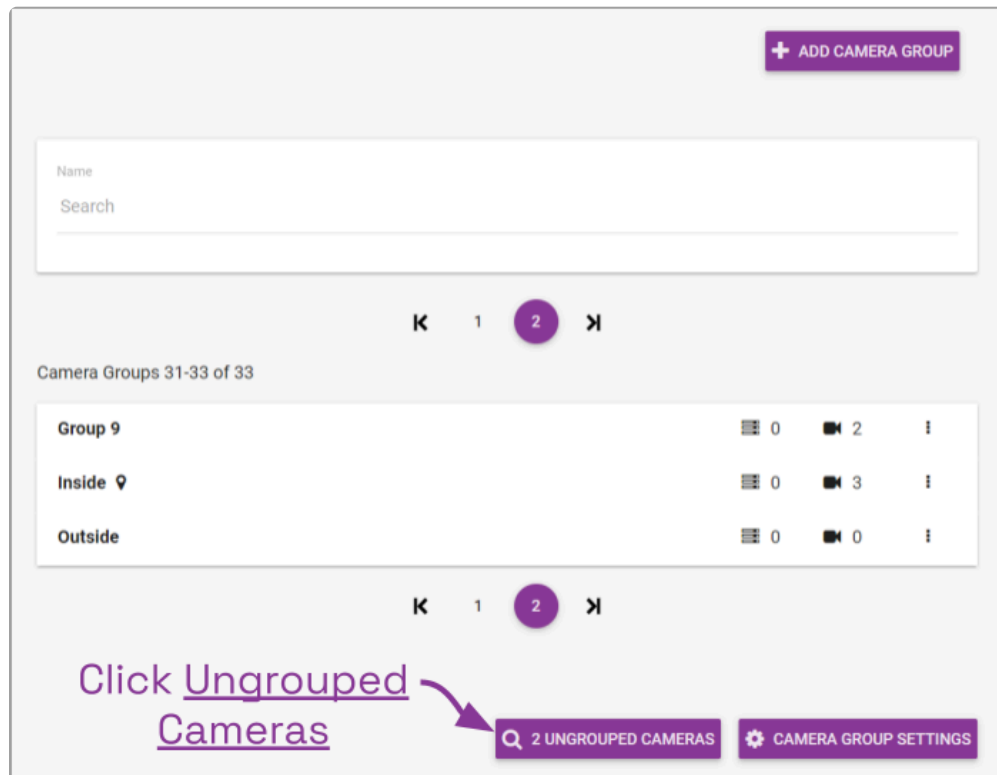 ADD CAMERA GROUP
Name
Search
1 2
Camera Groups 31-33 of 33
Group 9 0 2
Inside 0 3
Outside 0 0
1 2
Click Ungrouped
Cameras
2 UNGROUPED CAMERAS CAMERA GROUP SETTINGS